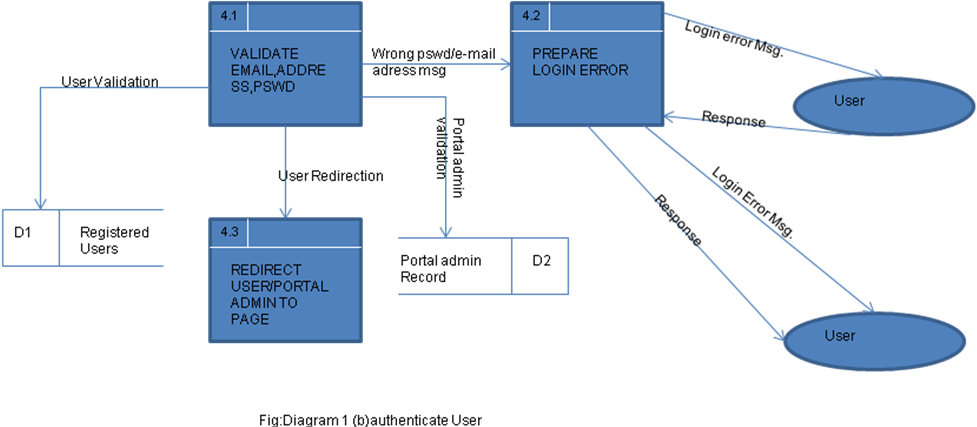 4.1
VALIDATE
EMAIL,ADDRE
SS,PSWD
4.2
PREPARE
LOGIN ERROR
Wrong pswd/e-mail
adress msg
Login error Msg.
User
Response
User Validation
Portal admin
validation
User Redirection
Login Error Msg.
Response
D1
Registered
Users
4.3
REDIRECT
USER/PORTAL
ADMIN TO
PAGE
Portal admin
Record
D2
User
Fig:Diagram 1 (b)authenticate User